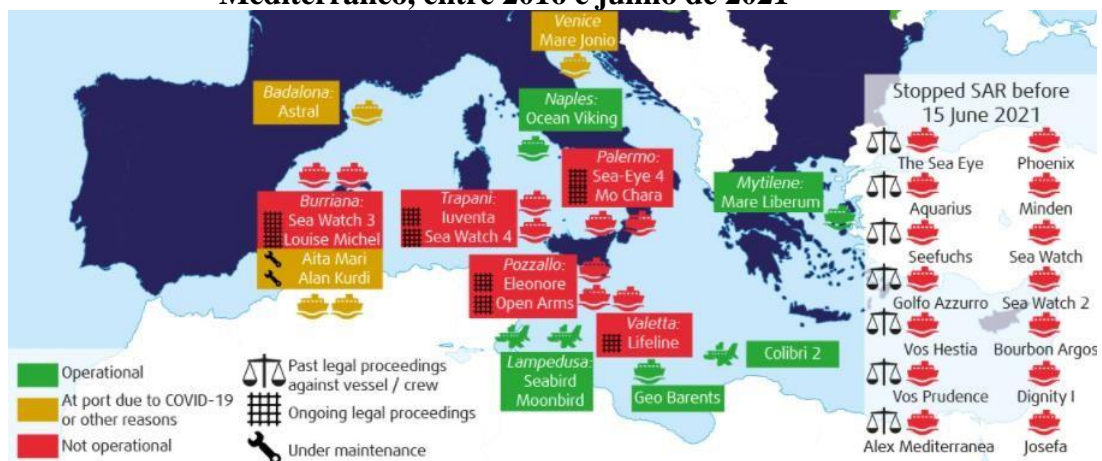 Mediterrâneo, entre 2016 e junho de 2021
Venice
Mare Jonio
Badalona:
Astral
Naples:
Ocean Viking
Palermo:
Sea-Eye 4
Mo Chara
Mytilene:
Mare Liberum
Burriana:
Sea Watch 3
Louise Michel
Aita Mari
Alan Kurdi
Trapani:
Iuventa
Sea Watch 4
Pozzallo:
Eleonore
Open Arms
Valetta:
Lifeline
Colibri 2
Lampedusa:
Seabird
Moonbird
Geo Barents
Stopped SAR before
15 June 2021
The Sea Eye
Phoenix
Aquarius
Minden
Seefuchs
Sea Watch
Golfo Azzurro
Sea Watch 2
Vos Hestia
Bourbon Argos
Vos Prudence
Dignity I
Alex Mediterranea
Josefa
Operational
At port due to COVID-19
or other reasons
Not operational
Past legal proceedings
against vessel / crew
Ongoing legal proceedings
Under maintenance